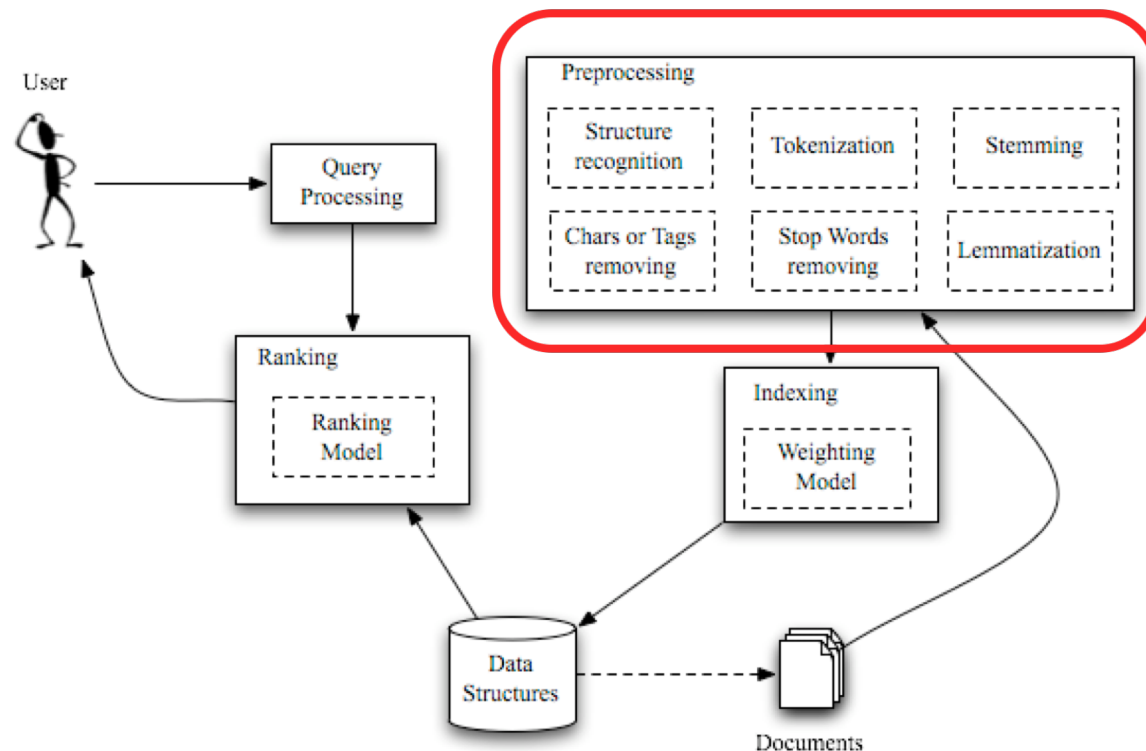 User
Query
Processing
Ranking
Ranking
Model
Preprocessing
Structure
recognition
Tokenization
Stemming
Chars or Tags
removing
Stop Words
removing
Lemmatization
Indexing
Weighting
Model
Data
Structures
Documents